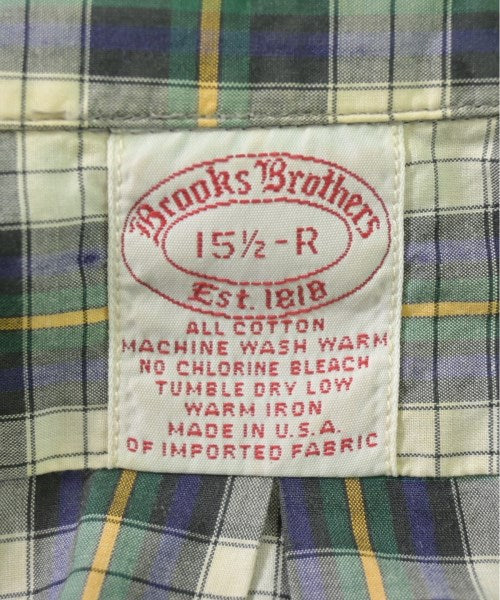 Brooks Brothers
15½-R
Est. 1818
ALL COTTON
MACHINE WASH WARM
NO CHLORINE BLEACH
TUMBLE DRY LOW
WARM IRON
MADE IN U.S.A.
OF IMPORTED FABRIC